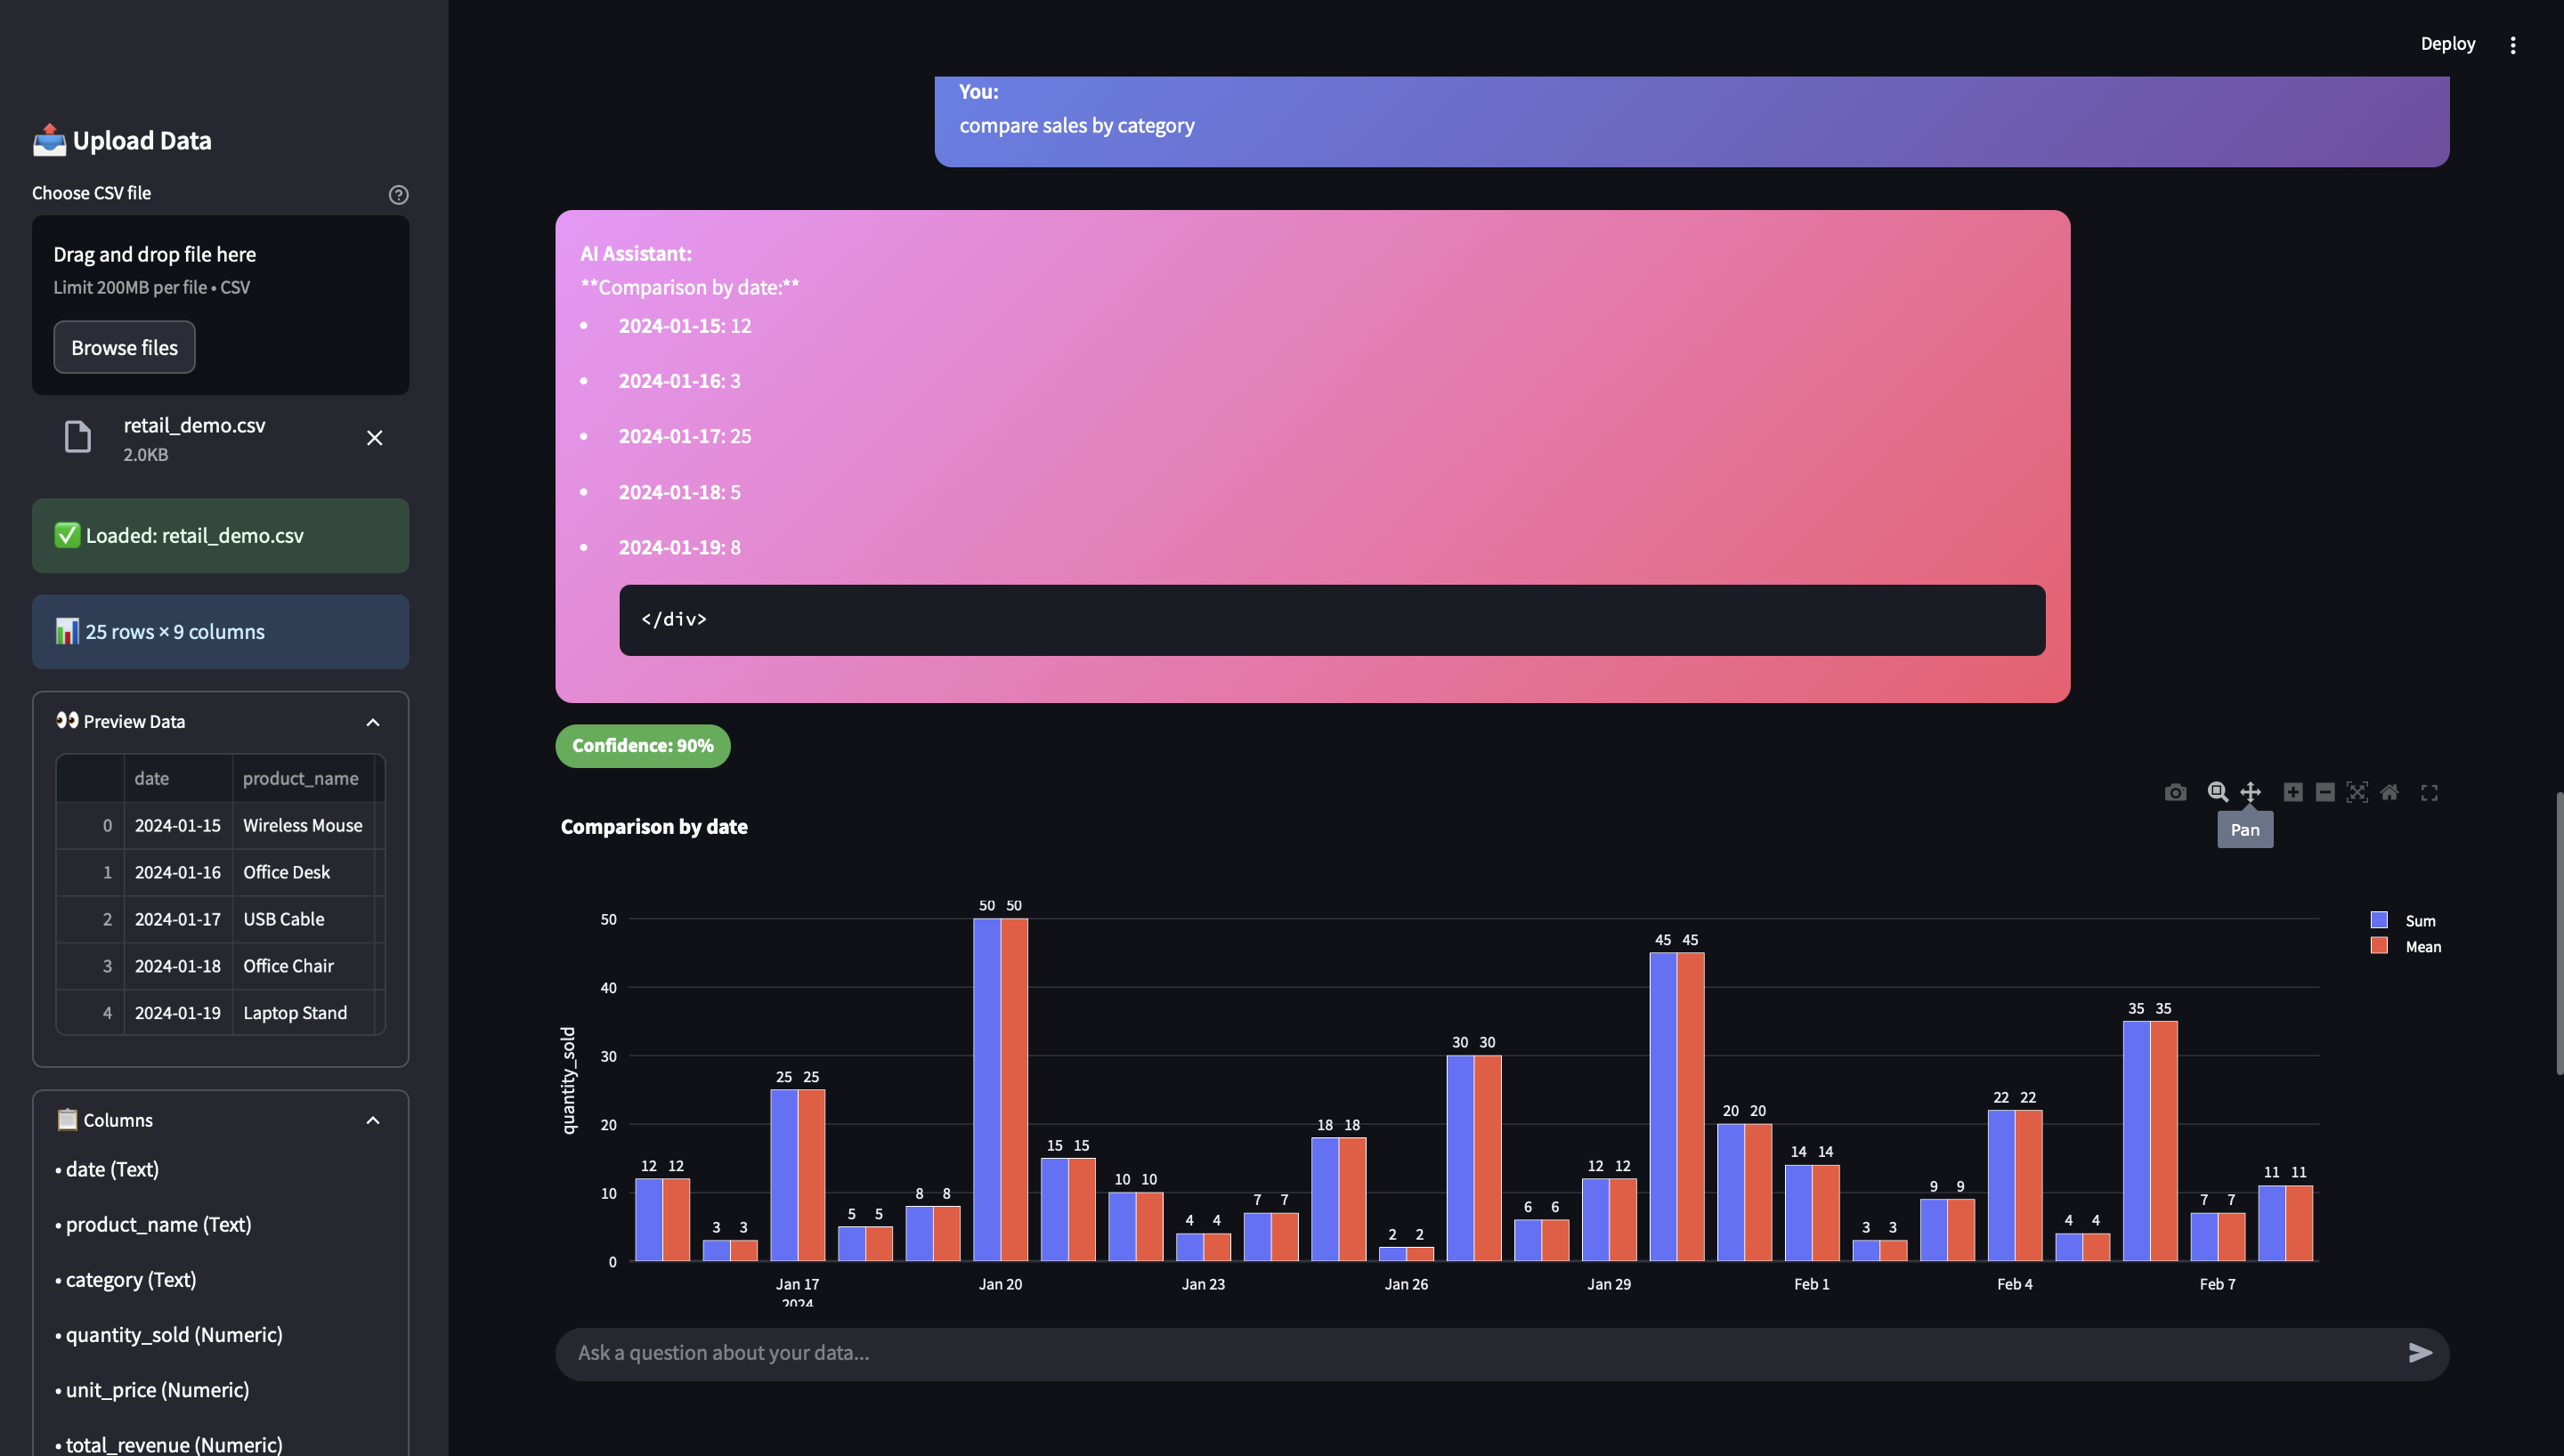 Deploy
📤 Upload Data
Choose CSV file
Drag and drop file here
Limit 200MB per file • CSV
Browse files
retail_demo.csv
2.0KB
✅ Loaded: retail_demo.csv
📊 25 rows × 9 columns
👀 Preview Data
date product_name
0 2024-01-15 Wireless Mouse
1 2024-01-16 Office Desk
2 2024-01-17 USB Cable
3 2024-01-18 Office Chair
4 2024-01-19 Laptop Stand
📋 Columns
• date (Text)
• product_name (Text)
• category (Text)
• quantity_sold (Numeric)
• unit_price (Numeric)
• total_revenue (Numeric)
You:
compare sales by category
AI Assistant:
**Comparison by date:**
• 2024-01-15: 12
• 2024-01-16: 3
• 2024-01-17: 25
• 2024-01-18: 5
• 2024-01-19: 8
</div>
Confidence: 90%
Pan
Comparison by date
Sum
Mean
quantity_sold
50
40
30
20
10
0
12 12
3 3
25 25
5 5
8 8
50 50
15 15
10 10
4 4
7 7
18 18
2 2
30 30
6 6
12 12
45 45
20 20
14 14
3 3
9 9
22 22
4 4
35 35
7 7
11 11
Jan 17 Jan 20 Jan 23 Jan 26 Jan 29 Feb 1 Feb 4 Feb 7
2024
Ask a question about your data...